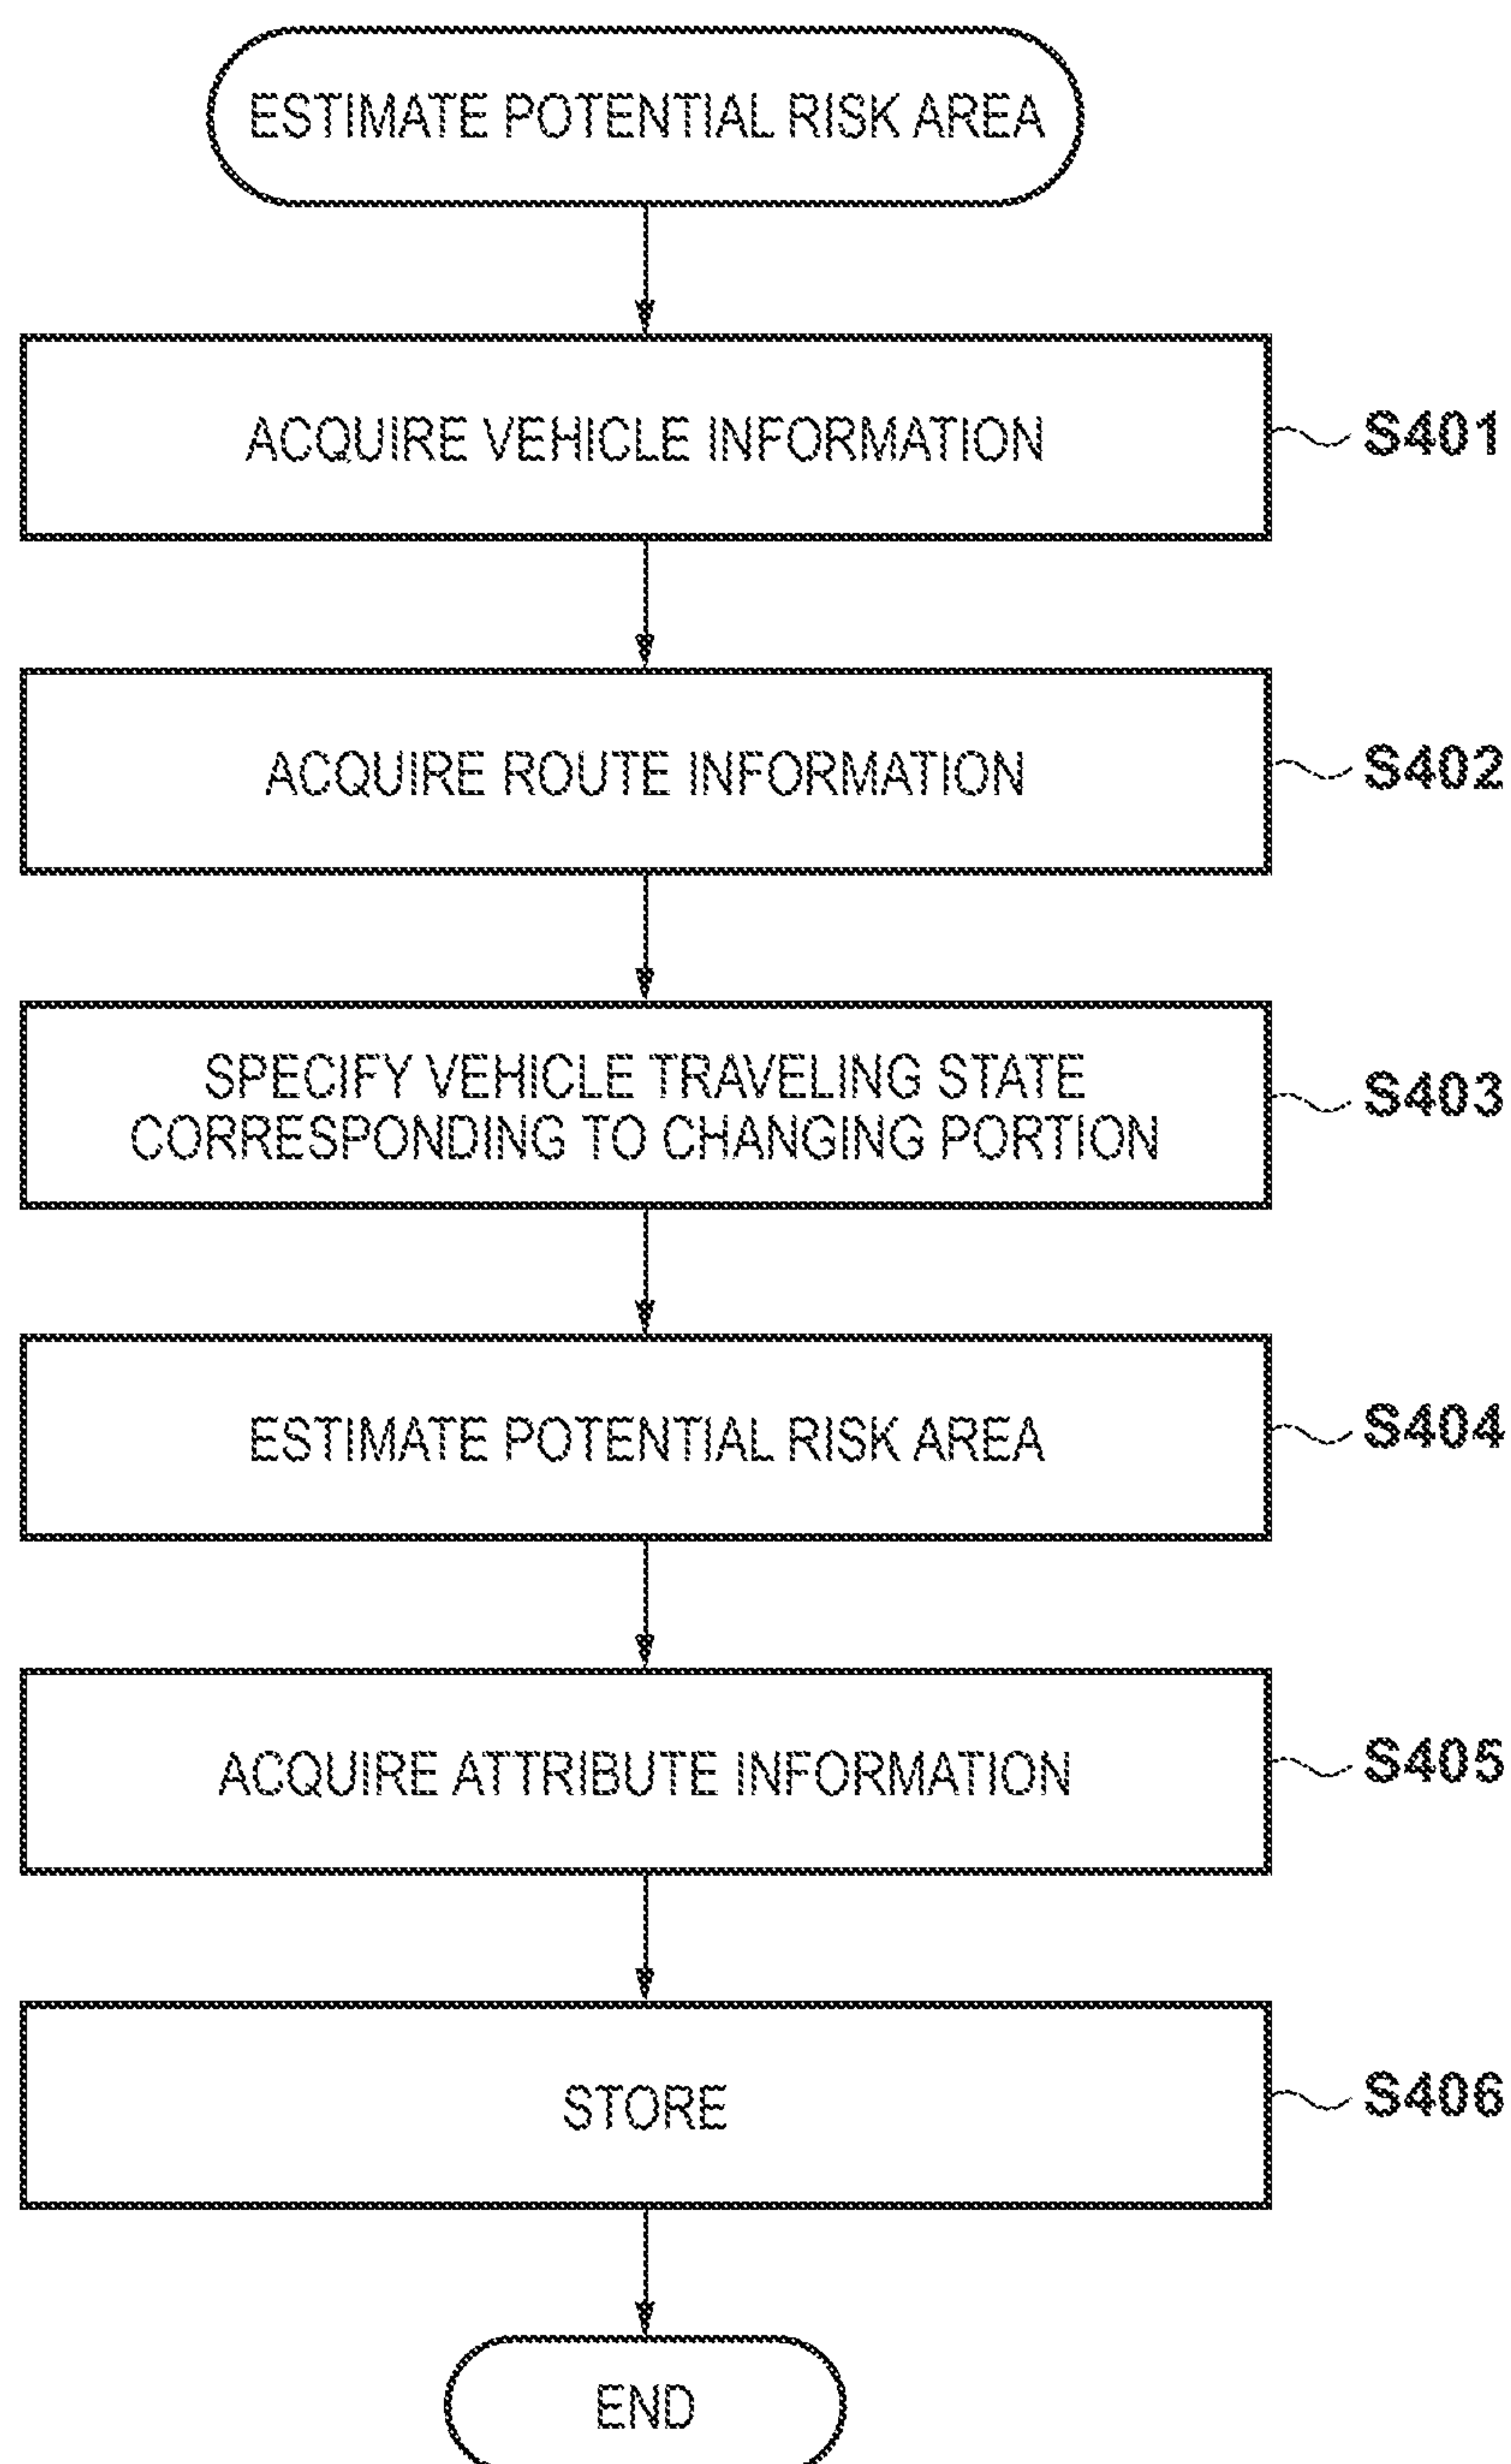 ESTIMATE POTENTIAL RISK AREA
ACQUIRE VEHICLE INFORMATION
S401
ACQUIRE ROUTE INFORMATION
S402
SPECIFY VEHICLE TRAVELING STATE
CORRESPONDING TO CHANGING PORTION
S403
ESTIMATE POTENTIAL RISK AREA
S404
ACQUIRE ATTRIBUTE INFORMATION
S405
STORE
S406
END